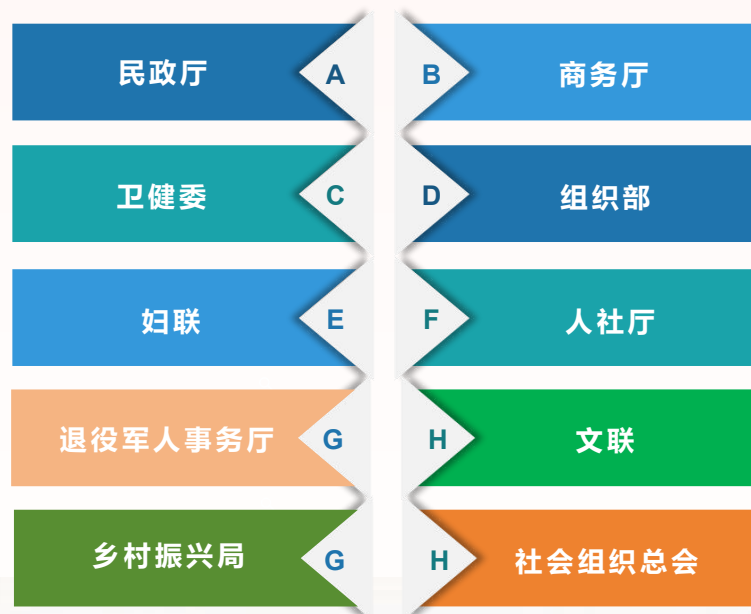 民政厅 A B 商务厅
卫健委 C D 组织部
妇联 E F 人社厅
退役军人事务厅 G H 文联
乡村振兴局 G H 社会组织总会